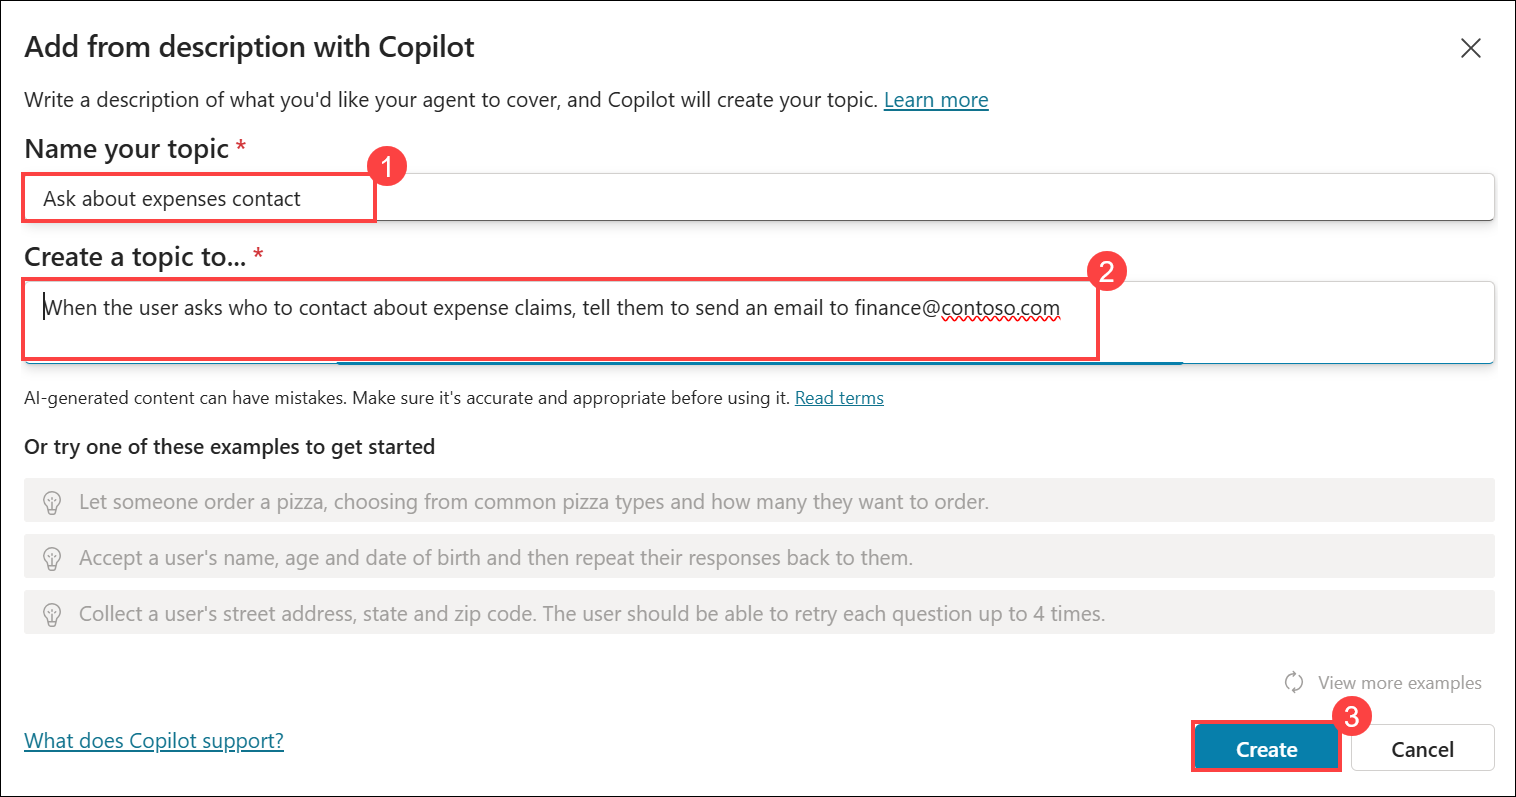 Add from description with Copilot
Write a description of what you'd like your agent to cover, and Copilot will create your topic. Learn more
Name your topic *
1
Ask about expenses contact
Create a topic to... *
2
When the user asks who to contact about expense claims, tell them to send an email to finance@contoso.com
AI-generated content can have mistakes. Make sure it's accurate and appropriate before using it. Read terms
Or try one of these examples to get started
Let someone order a pizza, choosing from common pizza types and how many they want to order.
Accept a user's name, age and date of birth and then repeat their responses back to them.
Collect a user's street address, state and zip code. The user should be able to retry each question up to 4 times.
View more examples
3
What does Copilot support?
Create
Cancel